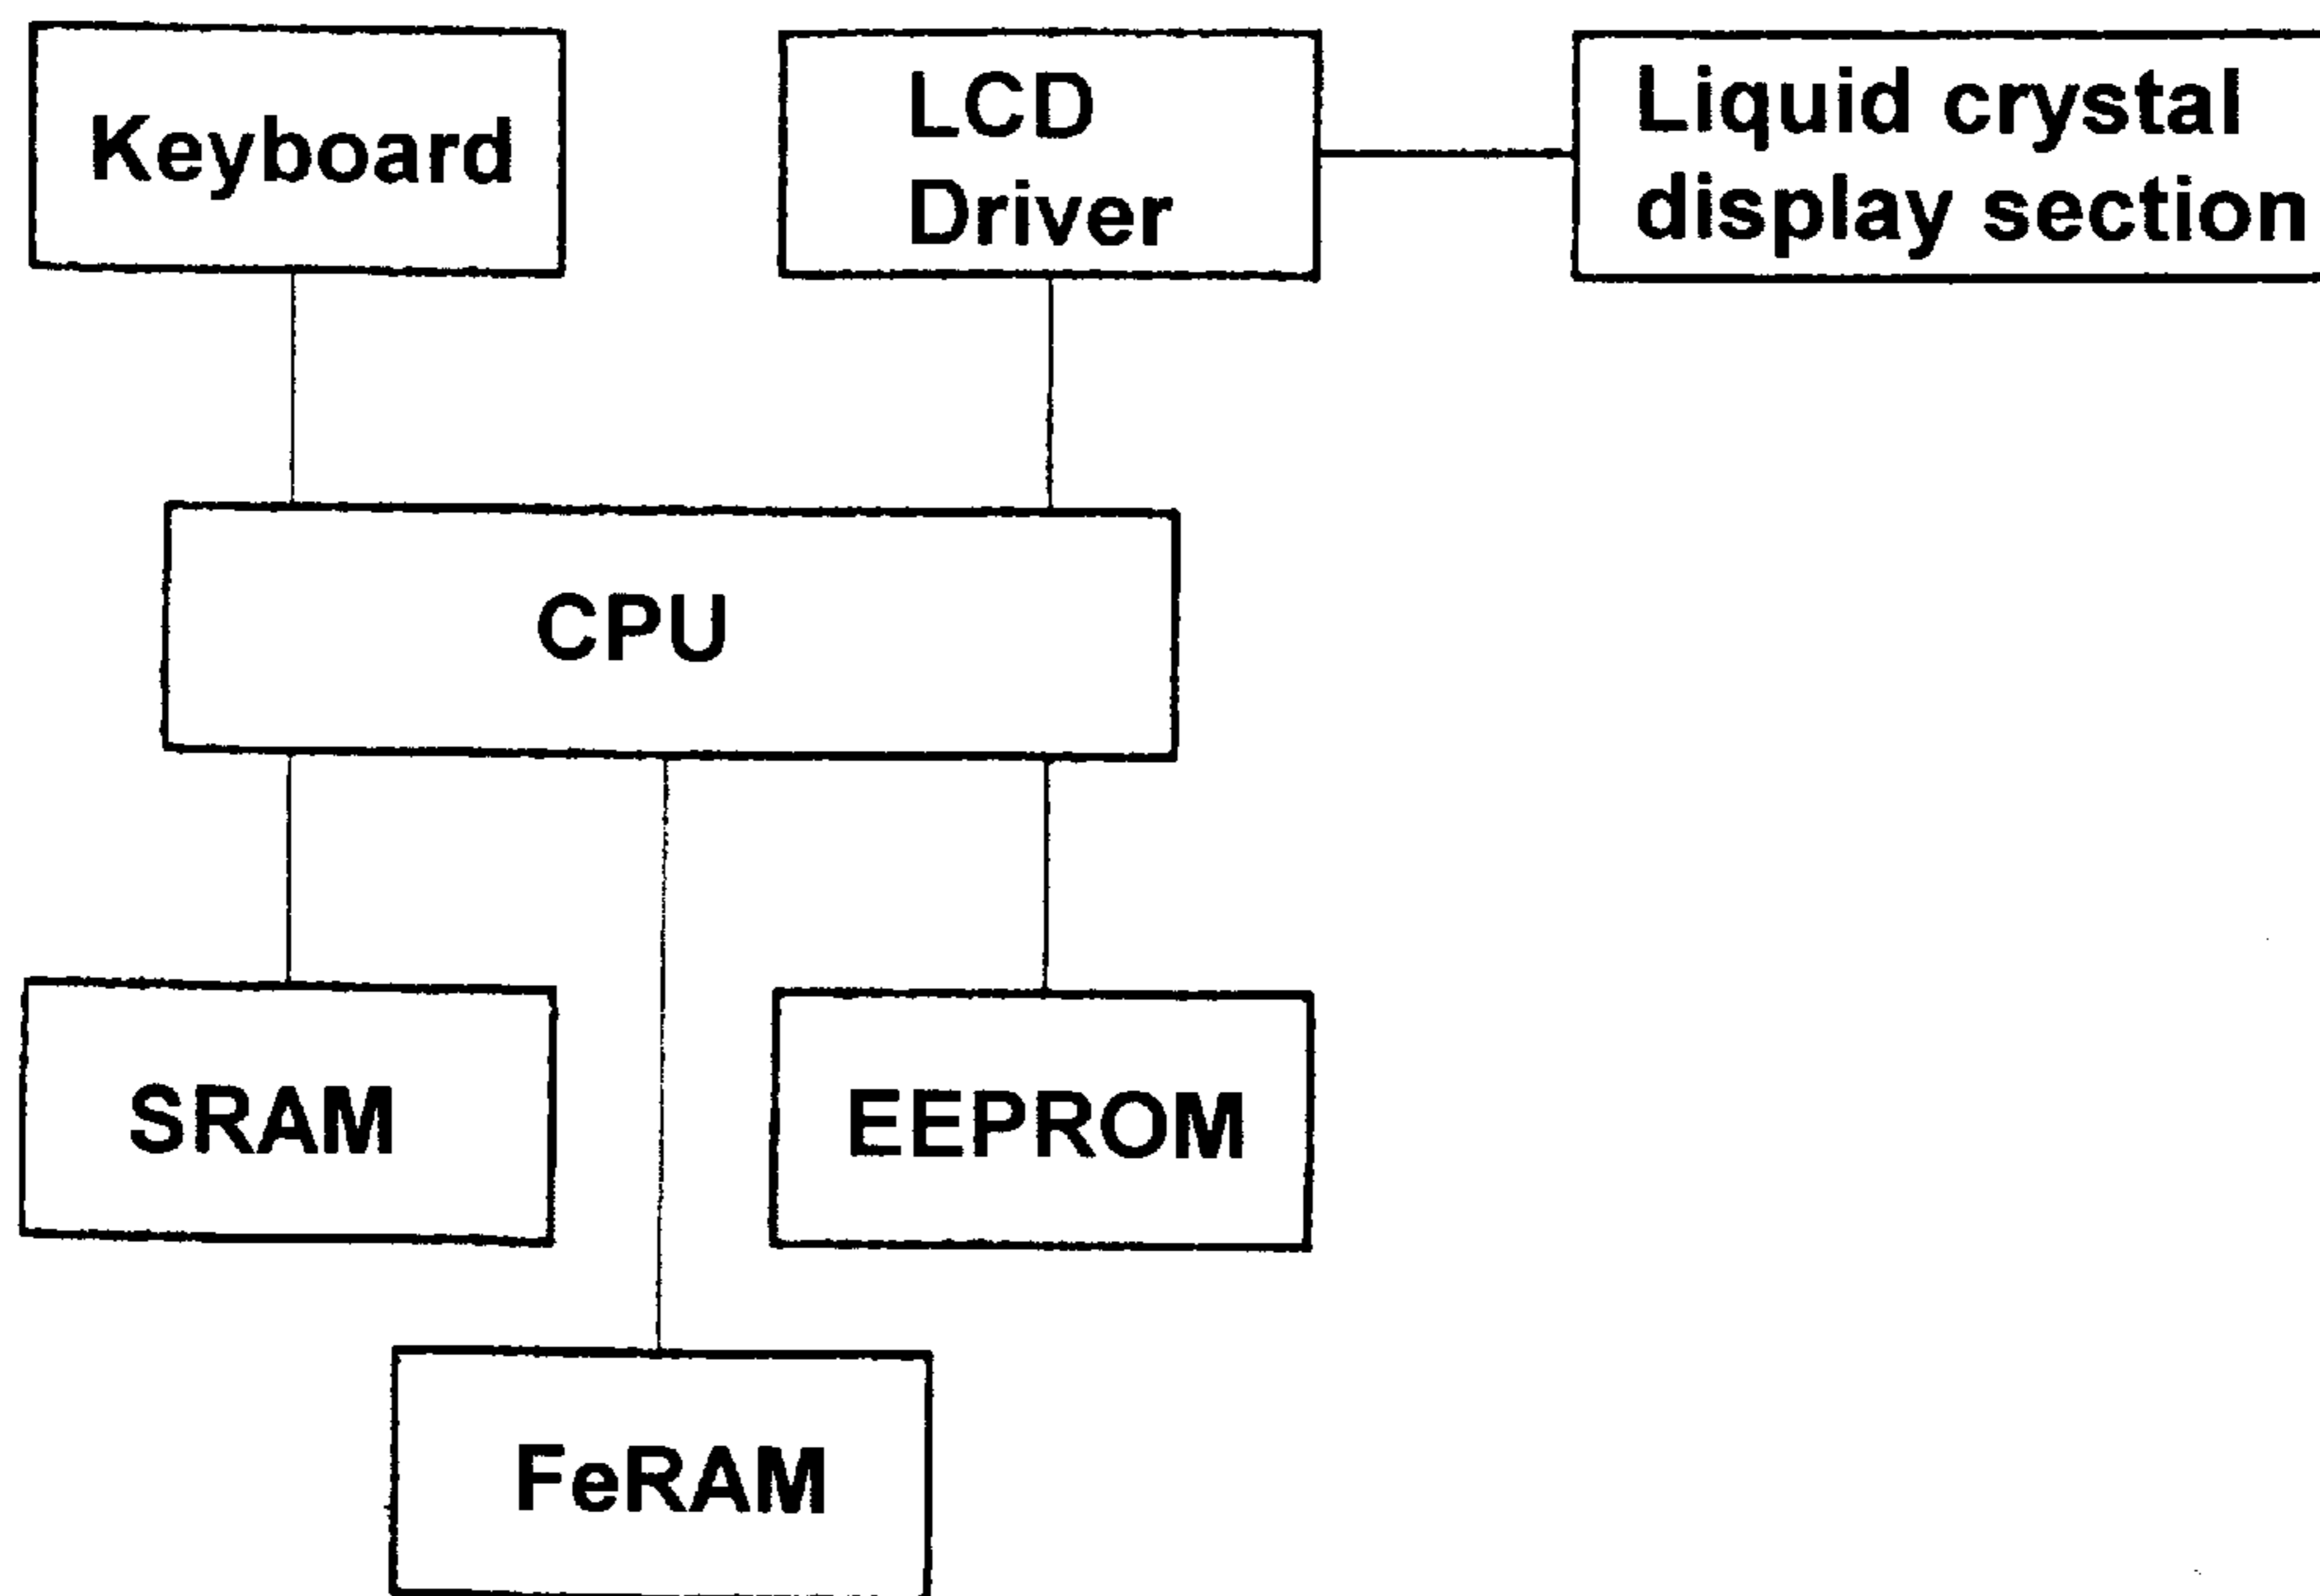 Keyboard
LCD
Driver
Liquid crystal
display section
CPU
SRAM
EEPROM
FeRAM